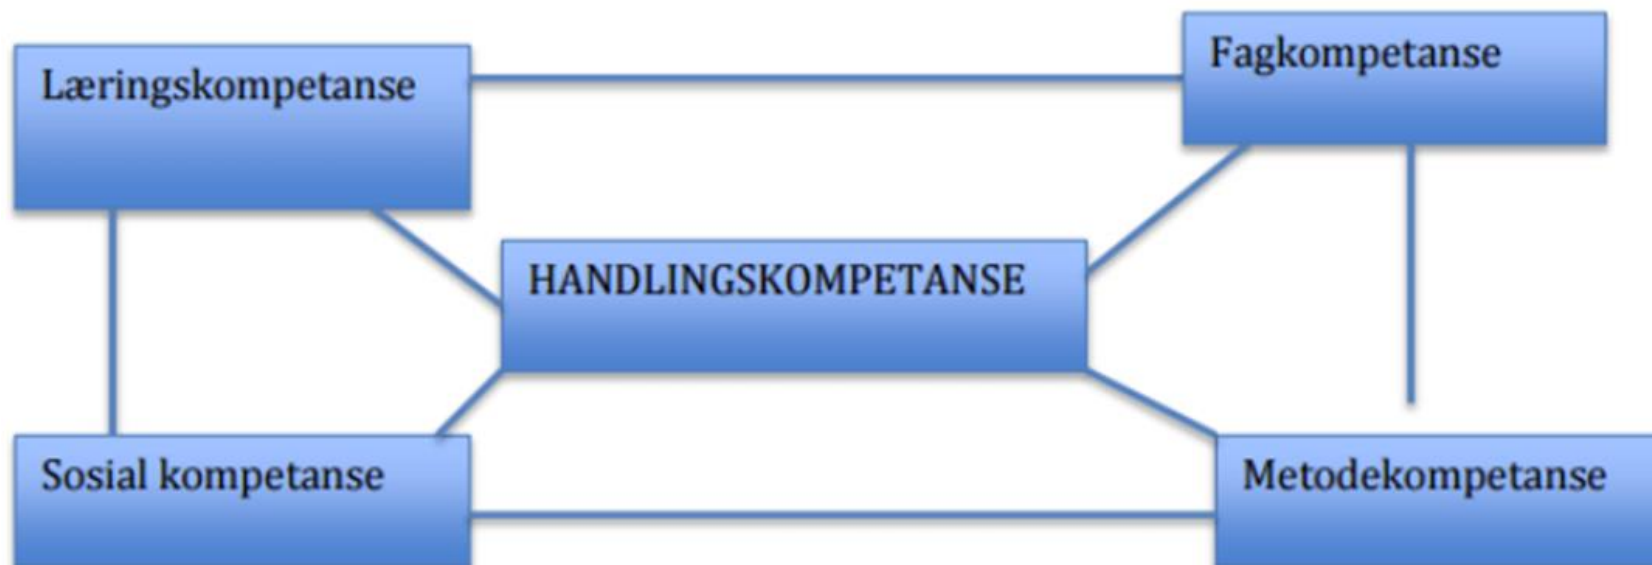 Læringskompetanse
Fagkompetanse
HANDLINGSKOMPETANSE
Sosial kompetanse
Metodekompetanse